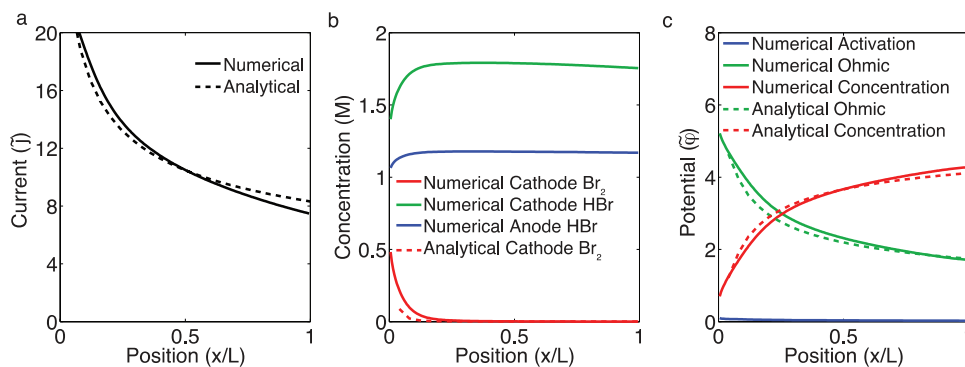 a
20
16
12
8
4
0
Current (j̃)
Numerical
Analytical
0
0.5
1
Position (x/L)
b
2
1.5
1
0.5
0
Concentration (M)
Numerical Cathode Br₂
Numerical Cathode HBr
Numerical Anode HBr
Analytical Cathode Br₂
0
0.5
1
Position (x/L)
c
8
6
4
2
0
Potential (φ̃)
Numerical Activation
Numerical Ohmic
Numerical Concentration
Analytical Ohmic
Analytical Concentration
0
0.5
1
Position (x/L)